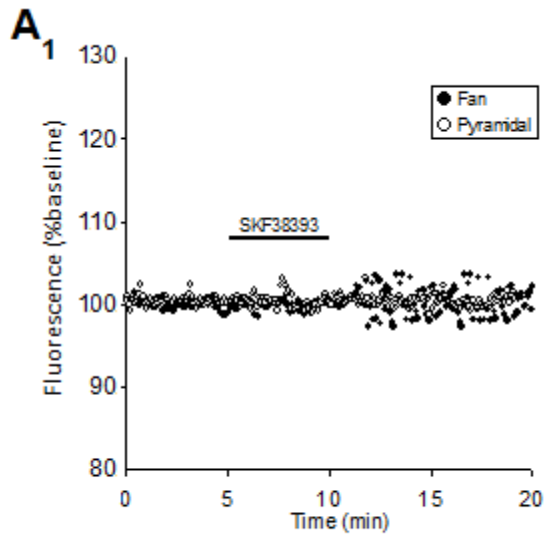 A1
130
Fan
Pyramidal
120
110
SKF38393
100
90
80
Fluorescence (%baseline)
0 5 10 15 20
Time (min)